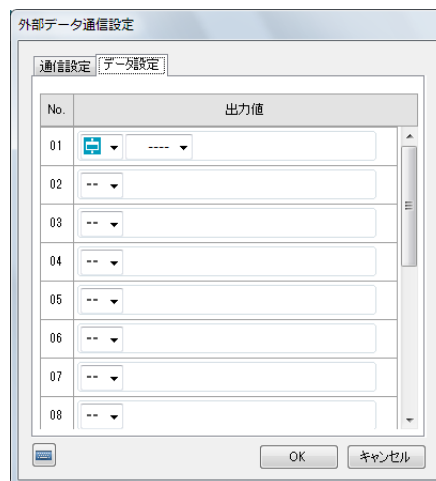 外部データ通信設定
通信設定 データ設定
No. 出力値
01 ----
02 --
03 --
04 --
05 --
06 --
07 --
08 --
OK キャンセル